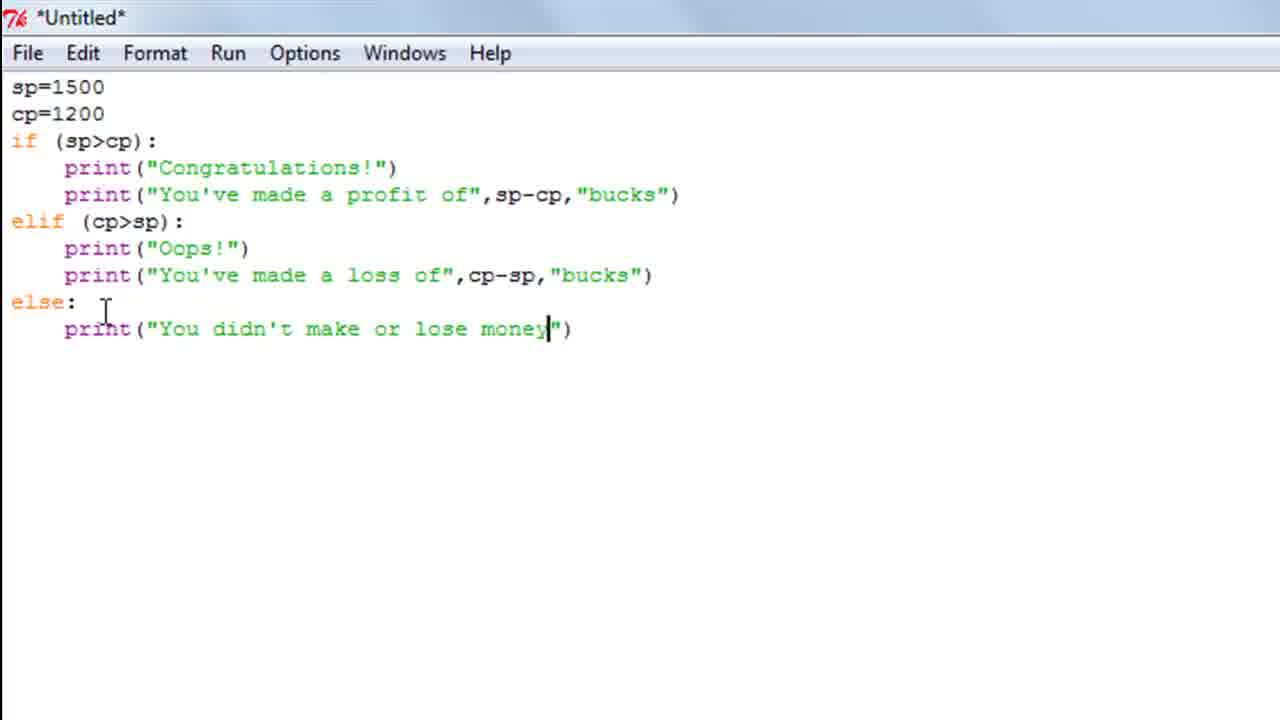 *Untitled*
File Edit Format Run Options Windows Help
sp=1500
cp=1200
if (sp>cp):
    print("Congratulations!")
    print("You've made a profit of",sp-cp,"bucks")
elif (cp>sp):
    print("Oops!")
    print("You've made a loss of",cp-sp,"bucks")
else:
    print("You didn't make or lose money")